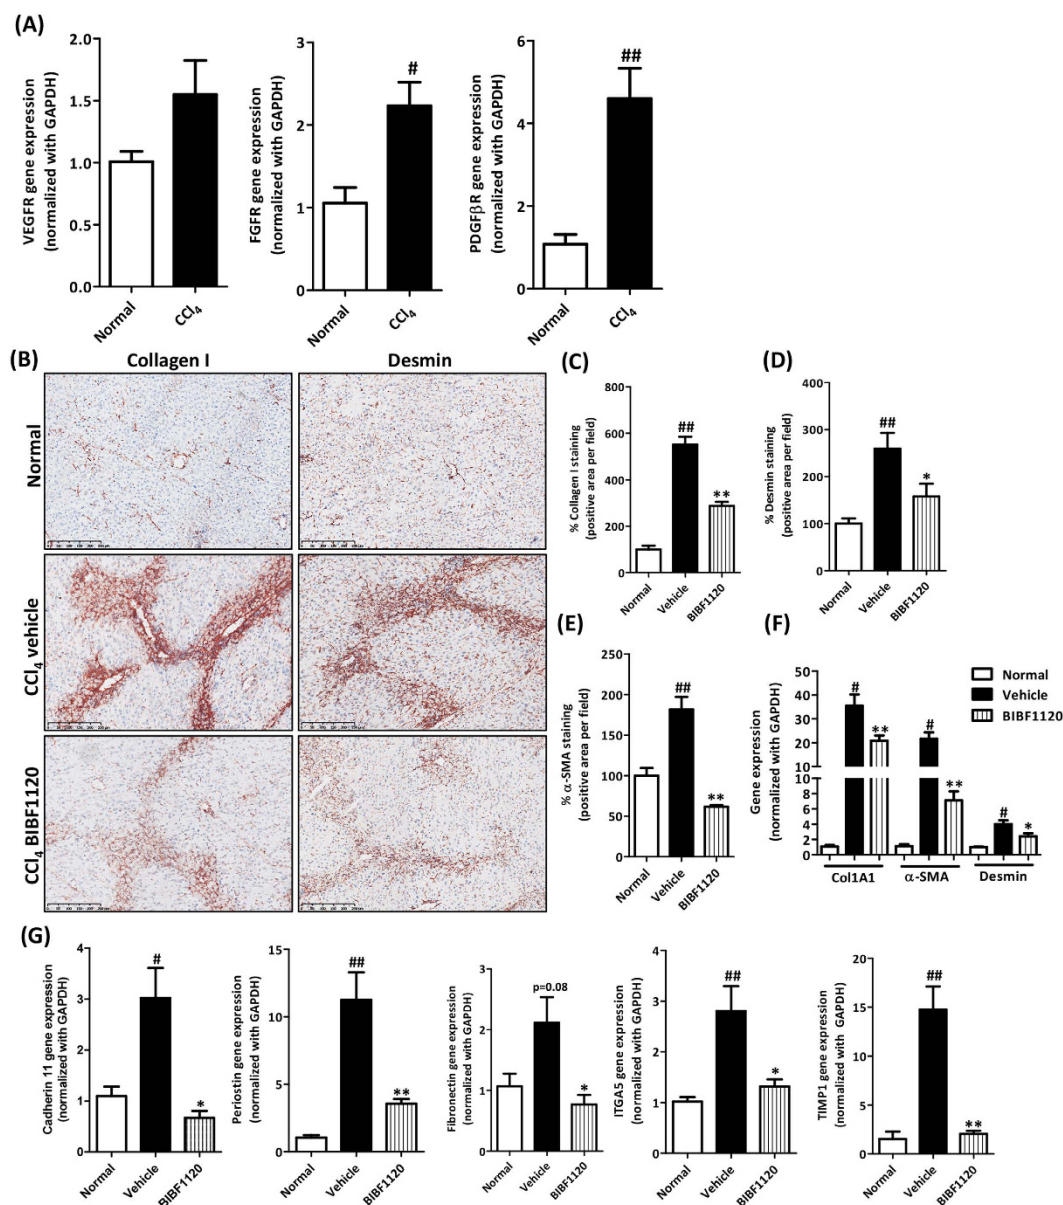 (A)
VEGFR gene expression
(normalized with GAPDH)
2.0
1.5
1.0
0.5
0.0
Normal
CCl₄
FGFR gene expression
(normalized with GAPDH)
3
2
1
0
#
Normal
CCl₄
PDGFβR gene expression
(normalized with GAPDH)
6
4
2
0
##
Normal
CCl₄
(B)
Collagen I
Desmin
Normal
CCl₄ vehicle
CCl₄ BIBF1120
(C)
% Collagen I staining
(positive area per field)
800
600
400
200
0
##
**
Normal
Vehicle
BIBF1120
(D)
% Desmin staining
(positive area per field)
400
300
200
100
0
##
*
Normal
Vehicle
BIBF1120
(E)
% α-SMA staining
(positive area per field)
250
200
150
100
50
0
##
**
Normal
Vehicle
BIBF1120
(F)
Gene expression
(normalized with GAPDH)
50
40
30
20
10
8
6
4
2
0
#
**
#
**
#
*
Col1A1
α-SMA
Desmin
Normal
Vehicle
BIBF1120
(G)
Cadherin 11 gene expression
(normalized with GAPDH)
4
3
2
1
0
#
*
Normal
Vehicle
BIBF1120
Periostin gene expression
(normalized with GAPDH)
15
12
9
6
3
0
##
**
Normal
Vehicle
BIBF1120
Fibronectin gene expression
(normalized with GAPDH)
3
2
1
0
p=0.08
*
Normal
Vehicle
BIBF1120
ITGA5 gene expression
(normalized with GAPDH)
4
3
2
1
0
##
*
Normal
Vehicle
BIBF1120
TIMP1 gene expression
(normalized with GAPDH)
20
15
10
5
0
##
**
Normal
Vehicle
BIBF1120